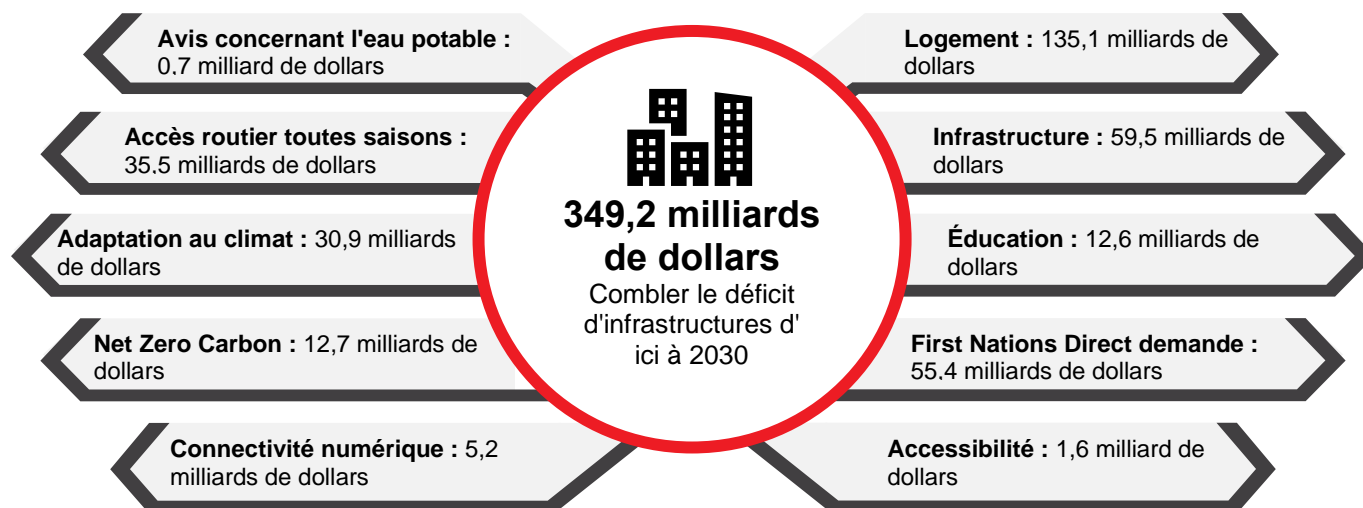 Avis concernant l'eau potable :
0,7 milliard de dollars
Accès routier toutes saisons :
35,5 milliards de dollars
Adaptation au climat : 30,9 milliards
de dollars
Net Zero Carbon : 12,7 milliards de
dollars
Connectivité numérique : 5,2
milliards de dollars
349,2 milliards
de dollars
Combler le déficit
d'infrastructures d'
ici à 2030
Logement : 135,1 milliards de
dollars
Infrastructure : 59,5 milliards de
dollars
Éducation : 12,6 milliards de
dollars
First Nations Direct demande :
55,4 milliards de dollars
Accessibilité : 1,6 milliard de
dollars